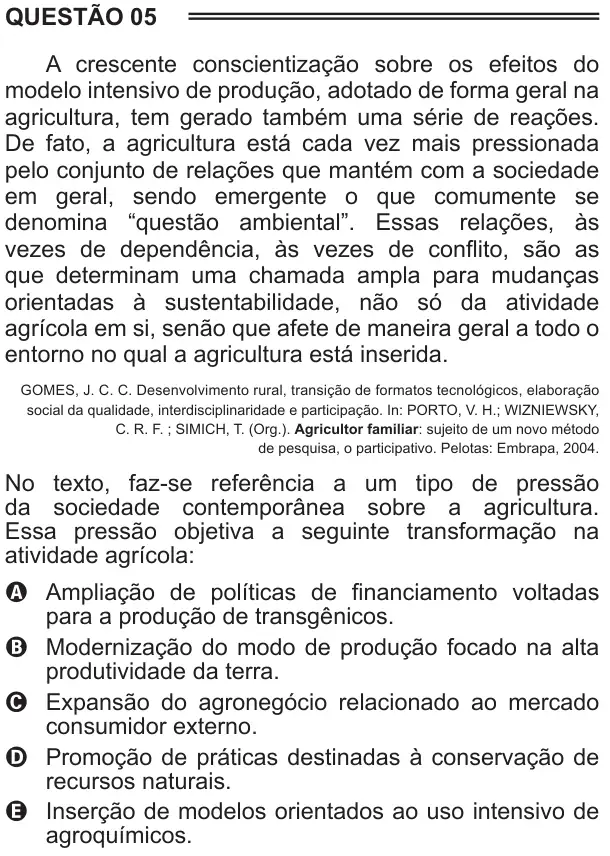 QUESTÃO 05
A crescente conscientização sobre os efeitos do
modelo intensivo de produção, adotado de forma geral na
agricultura, tem gerado também uma série de reações.
De fato, a agricultura está cada vez mais pressionada
pelo conjunto de relações que mantém com a sociedade
em geral, sendo emergente o que comumente se
denomina “questão ambiental”. Essas relações, às
vezes de dependência, às vezes de conflito, são as
que determinam uma chamada ampla para mudanças
orientadas à sustentabilidade, não só da atividade
agrícola em si, senão que afete de maneira geral a todo o
entorno no qual a agricultura está inserida.
GOMES, J. C. C. Desenvolvimento rural, transição de formatos tecnológicos, elaboração
social da qualidade, interdisciplinaridade e participação. In: PORTO, V. H.; WIZNIEWSKY,
C. R. F. ; SIMICH, T. (Org.). Agricultor familiar: sujeito de um novo método
de pesquisa, o participativo. Pelotas: Embrapa, 2004.
No texto, faz-se referência a um tipo de pressão
da sociedade contemporânea sobre a agricultura.
Essa pressão objetiva a seguinte transformação na
atividade agrícola:
A Ampliação de políticas de financiamento voltadas
para a produção de transgênicos.
B Modernização do modo de produção focado na alta
produtividade da terra.
C Expansão do agronegócio relacionado ao mercado
consumidor externo.
D Promoção de práticas destinadas à conservação de
recursos naturais.
E Inserção de modelos orientados ao uso intensivo de
agroquímicos.